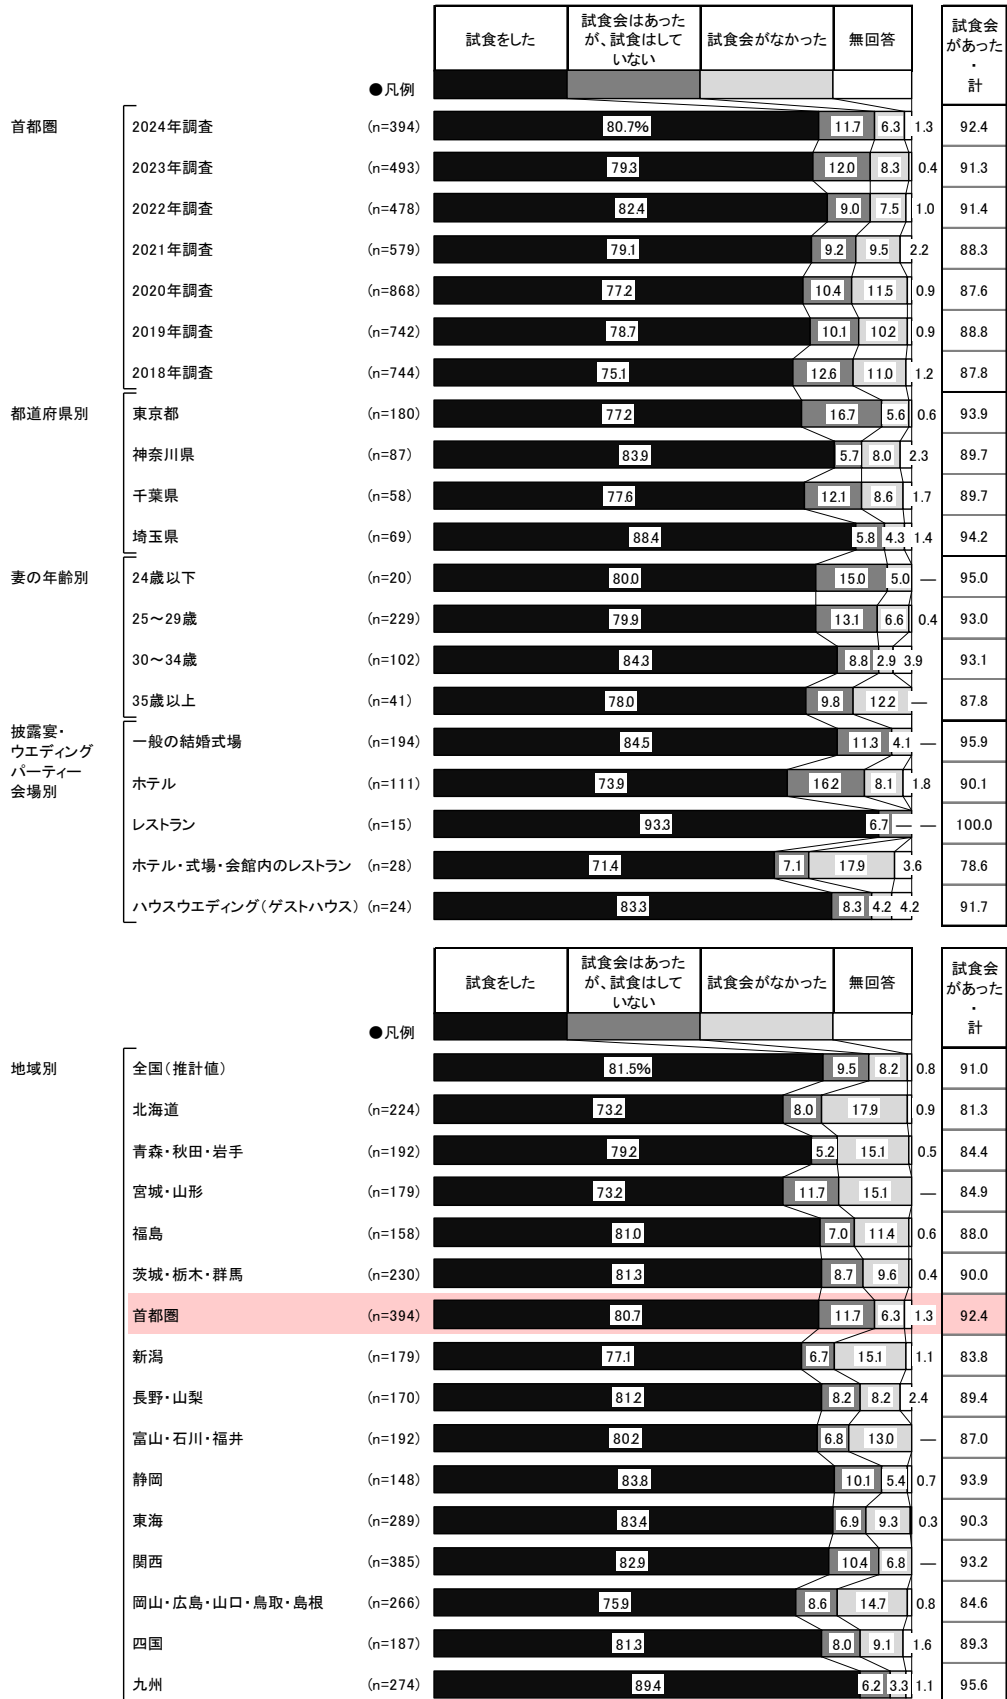 試食をした 試食会はあったが、試食はしていない 試食会がなかった 無回答 試食会があった・計
●凡例
首都圏 2024年調査 (n=394) 80.7% 11.7 6.3 1.3 92.4
2023年調査 (n=493) 79.3 12.0 8.3 0.4 91.3
2022年調査 (n=478) 82.4 9.0 7.5 1.0 91.4
2021年調査 (n=579) 79.1 9.2 9.5 2.2 88.3
2020年調査 (n=868) 77.2 10.4 11.5 0.9 87.6
2019年調査 (n=742) 78.7 10.1 10.2 0.9 88.8
2018年調査 (n=744) 75.1 12.6 11.0 1.2 87.8
都道府県別 東京都 (n=180) 77.2 16.7 5.6 0.6 93.9
神奈川県 (n=87) 83.9 5.7 8.0 2.3 89.7
千葉県 (n=58) 77.6 12.1 8.6 1.7 89.7
埼玉県 (n=69) 88.4 5.8 4.3 1.4 94.2
妻の年齢別 24歳以下 (n=20) 80.0 15.0 5.0 — 95.0
25～29歳 (n=229) 79.9 13.1 6.6 0.4 93.0
30～34歳 (n=102) 84.3 8.8 2.9 3.9 93.1
35歳以上 (n=41) 78.0 9.8 12.2 — 87.8
披露宴・ウエディングパーティー会場別 一般の結婚式場 (n=194) 84.5 11.3 4.1 — 95.9
ホテル (n=111) 73.9 16.2 8.1 1.8 90.1
レストラン (n=15) 93.3 6.7 — — 100.0
ホテル・式場・会館内のレストラン (n=28) 71.4 7.1 17.9 3.6 78.6
ハウスウエディング(ゲストハウス) (n=24) 83.3 8.3 4.2 4.2 91.7
試食をした 試食会はあったが、試食はしていない 試食会がなかった 無回答 試食会があった・計
●凡例
地域別 全国(推計値) 81.5% 9.5 8.2 0.8 91.0
北海道 (n=224) 73.2 8.0 17.9 0.9 81.3
青森・秋田・岩手 (n=192) 79.2 5.2 15.1 0.5 84.4
宮城・山形 (n=179) 73.2 11.7 15.1 — 84.9
福島 (n=158) 81.0 7.0 11.4 0.6 88.0
茨城・栃木・群馬 (n=230) 81.3 8.7 9.6 0.4 90.0
首都圏 (n=394) 80.7 11.7 6.3 1.3 92.4
新潟 (n=179) 77.1 6.7 15.1 1.1 83.8
長野・山梨 (n=170) 81.2 8.2 8.2 2.4 89.4
富山・石川・福井 (n=192) 80.2 6.8 13.0 — 87.0
静岡 (n=148) 83.8 10.1 5.4 0.7 93.9
東海 (n=289) 83.4 6.9 9.3 0.3 90.3
関西 (n=385) 82.9 10.4 6.8 — 93.2
岡山・広島・山口・鳥取・島根 (n=266) 75.9 8.6 14.7 0.8 84.6
四国 (n=187) 81.3 8.0 9.1 1.6 89.3
九州 (n=274) 89.4 6.2 3.3 1.1 95.6